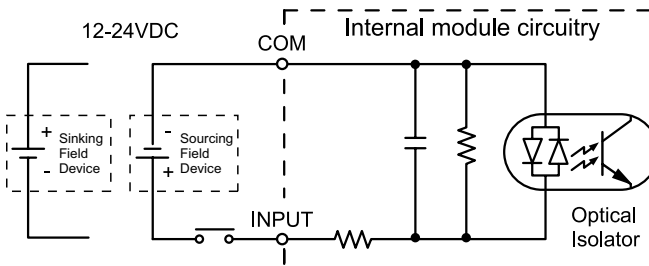 12-24VDC
COM
Internal module circuitry
+
Sinking
Field
Device
-
-
Sourcing
Field
Device
+
INPUT
Optical
Isolator